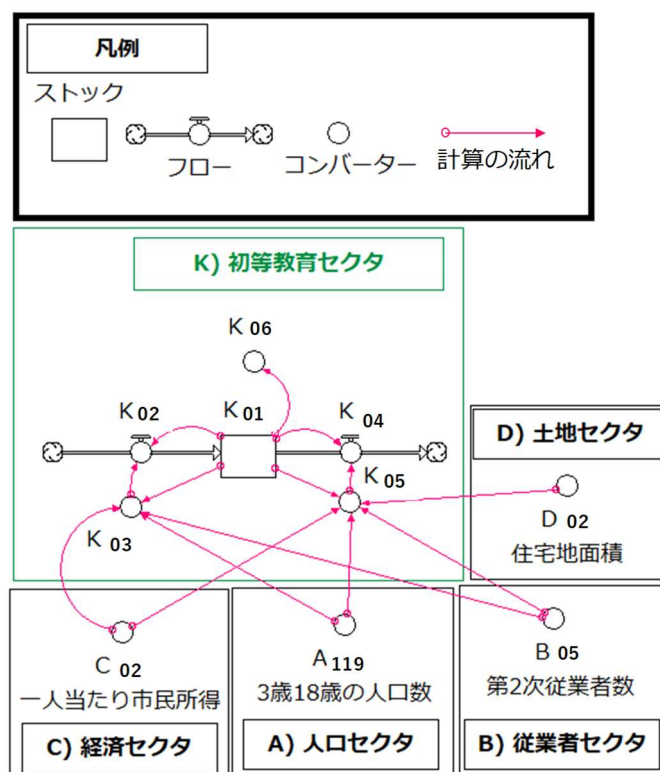 凡例
ストック
フロー
コンバーター
計算の流れ
K) 初等教育セクタ
K 06
K 02
K 01
K 04
K 05
K 03
D) 土地セクタ
D 02
住宅地面積
C 02
一人当たり市民所得
C) 経済セクタ
A 119
3歳18歳の人口数
A) 人口セクタ
B 05
第2次従業者数
B) 従業者セクタ